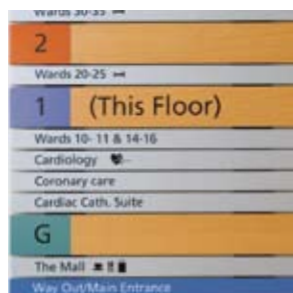 Wards 30-35
2
Wards 20-25
1 (This Floor)
Wards 10-11 & 14-16
Cardiology
Coronary care
Cardiac Cath. Suite
G
The Mall
Way Out/Main Entrance